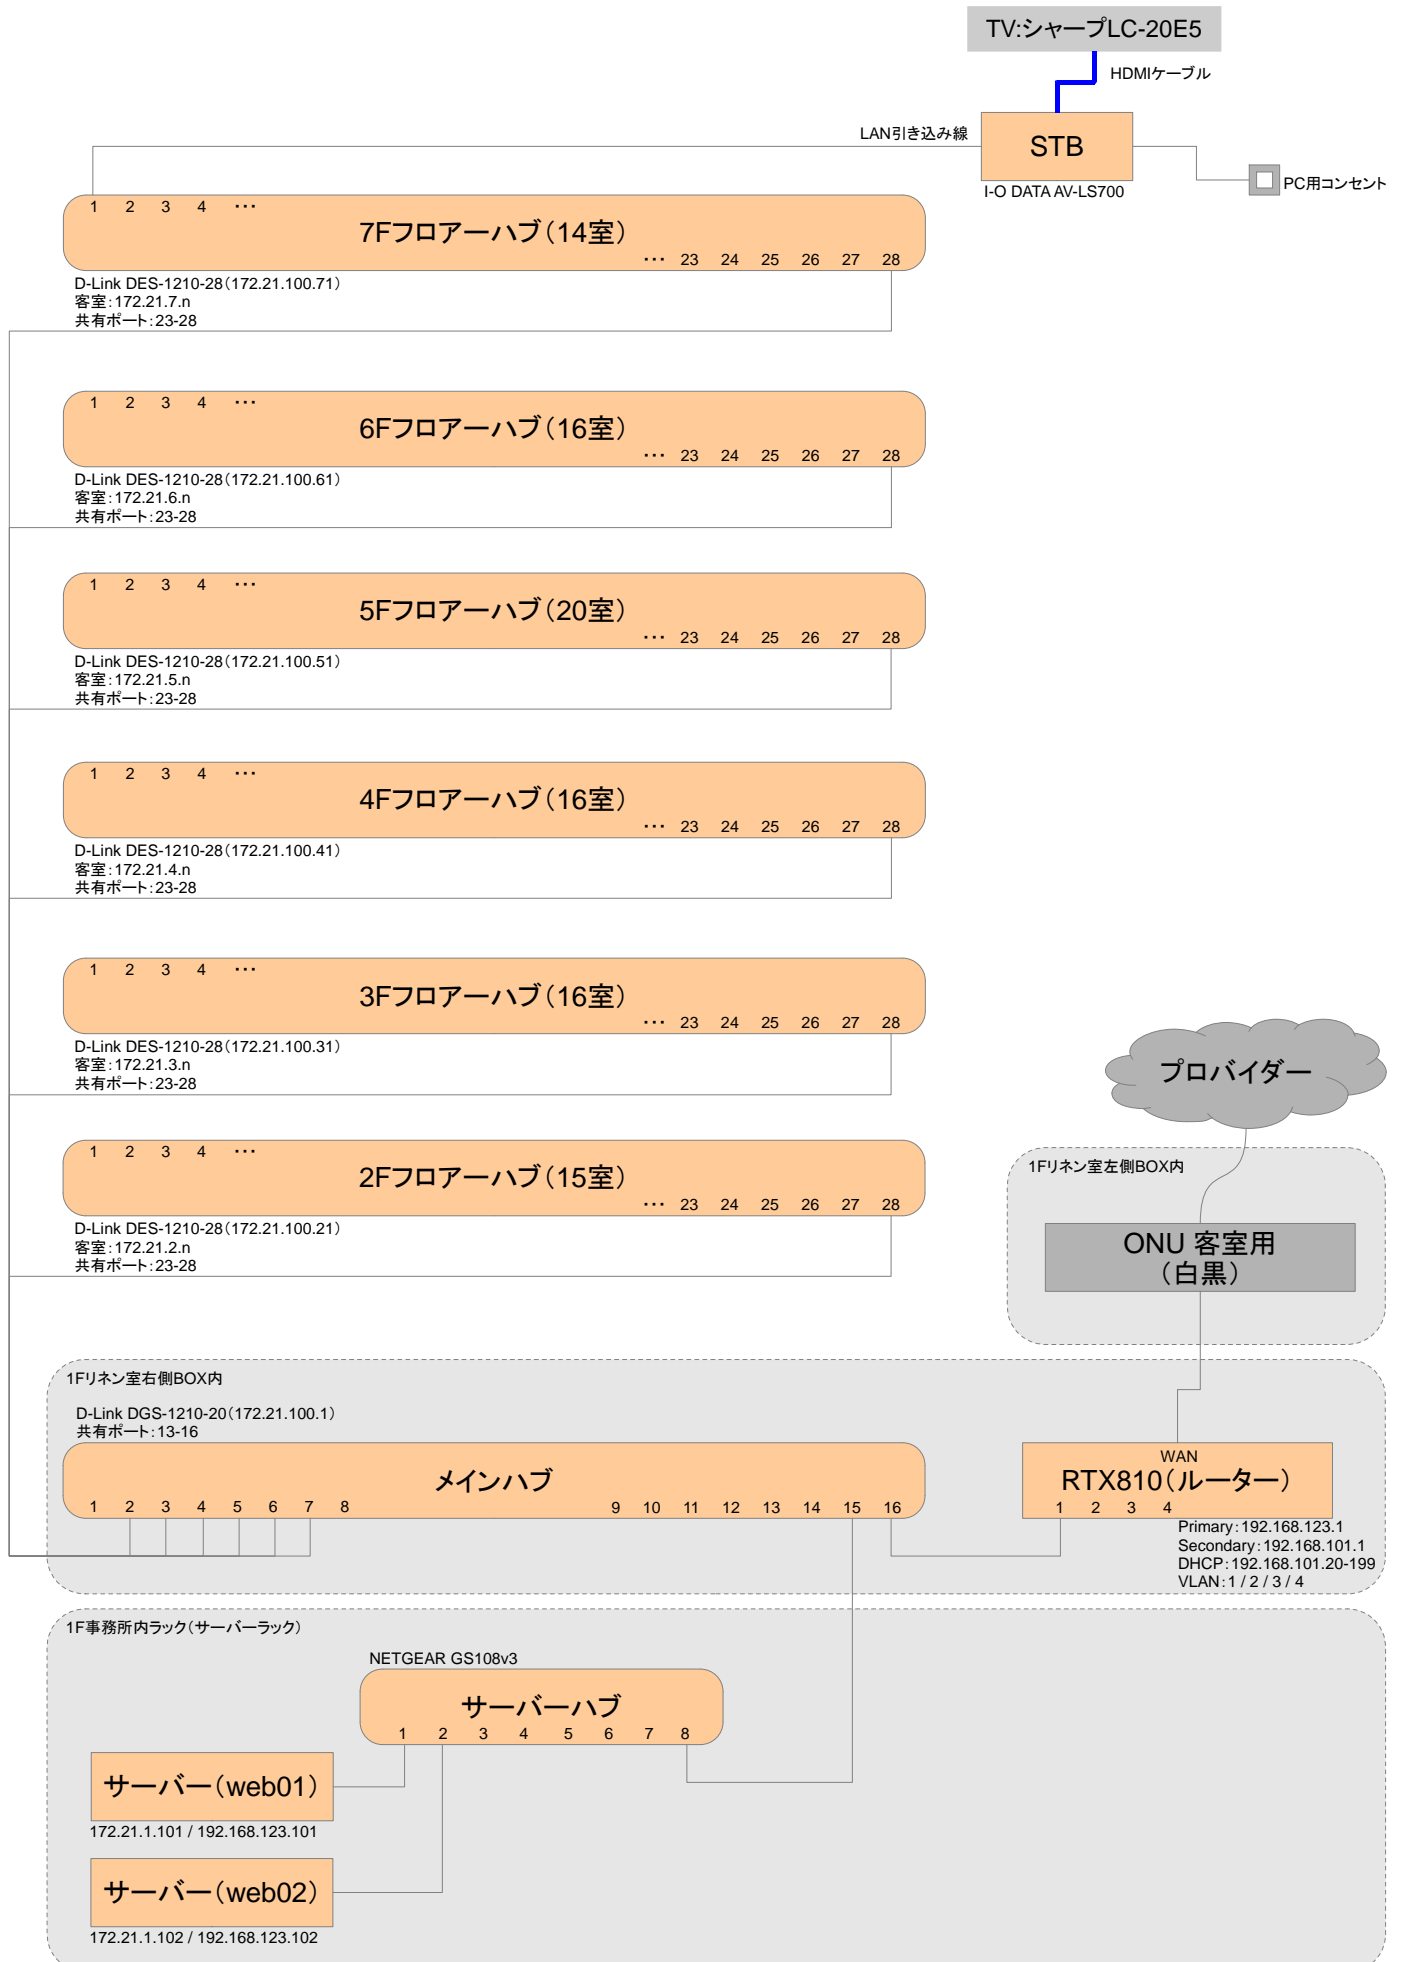 TV:シャープLC-20E5
HDMIケーブル
LAN引き込み線
STB
I-O DATA AV-LS700
PC用コンセント
1 2 3 4 …
7Fフロアーハブ（14室）
… 23 24 25 26 27 28
D-Link DES-1210-28（172.21.100.71）
客室：172.21.7.n
共有ポート：23-28
1 2 3 4 …
6Fフロアーハブ（16室）
… 23 24 25 26 27 28
D-Link DES-1210-28（172.21.100.61）
客室：172.21.6.n
共有ポート：23-28
1 2 3 4 …
5Fフロアーハブ（20室）
… 23 24 25 26 27 28
D-Link DES-1210-28（172.21.100.51）
客室：172.21.5.n
共有ポート：23-28
1 2 3 4 …
4Fフロアーハブ（16室）
… 23 24 25 26 27 28
D-Link DES-1210-28（172.21.100.41）
客室：172.21.4.n
共有ポート：23-28
1 2 3 4 …
3Fフロアーハブ（16室）
… 23 24 25 26 27 28
D-Link DES-1210-28（172.21.100.31）
客室：172.21.3.n
共有ポート：23-28
プロバイダー
1 2 3 4 …
2Fフロアーハブ（15室）
… 23 24 25 26 27 28
D-Link DES-1210-28（172.21.100.21）
客室：172.21.2.n
共有ポート：23-28
1Fリネン室左側BOX内
ONU 客室用
（白黒）
1Fリネン室右側BOX内
D-Link DGS-1210-20（172.21.100.1）
共有ポート：13-16
メインハブ
1 2 3 4 5 6 7 8 9 10 11 12 13 14 15 16
WAN
RTX810（ルーター）
1 2 3 4
Primary：192.168.123.1
Secondary：192.168.101.1
DHCP：192.168.101.20-199
VLAN：1 / 2 / 3 / 4
1F事務所内ラック（サーバーラック）
NETGEAR GS108v3
サーバーハブ
1 2 3 4 5 6 7 8
サーバー（web01）
172.21.1.101 / 192.168.123.101
サーバー（web02）
172.21.1.102 / 192.168.123.102